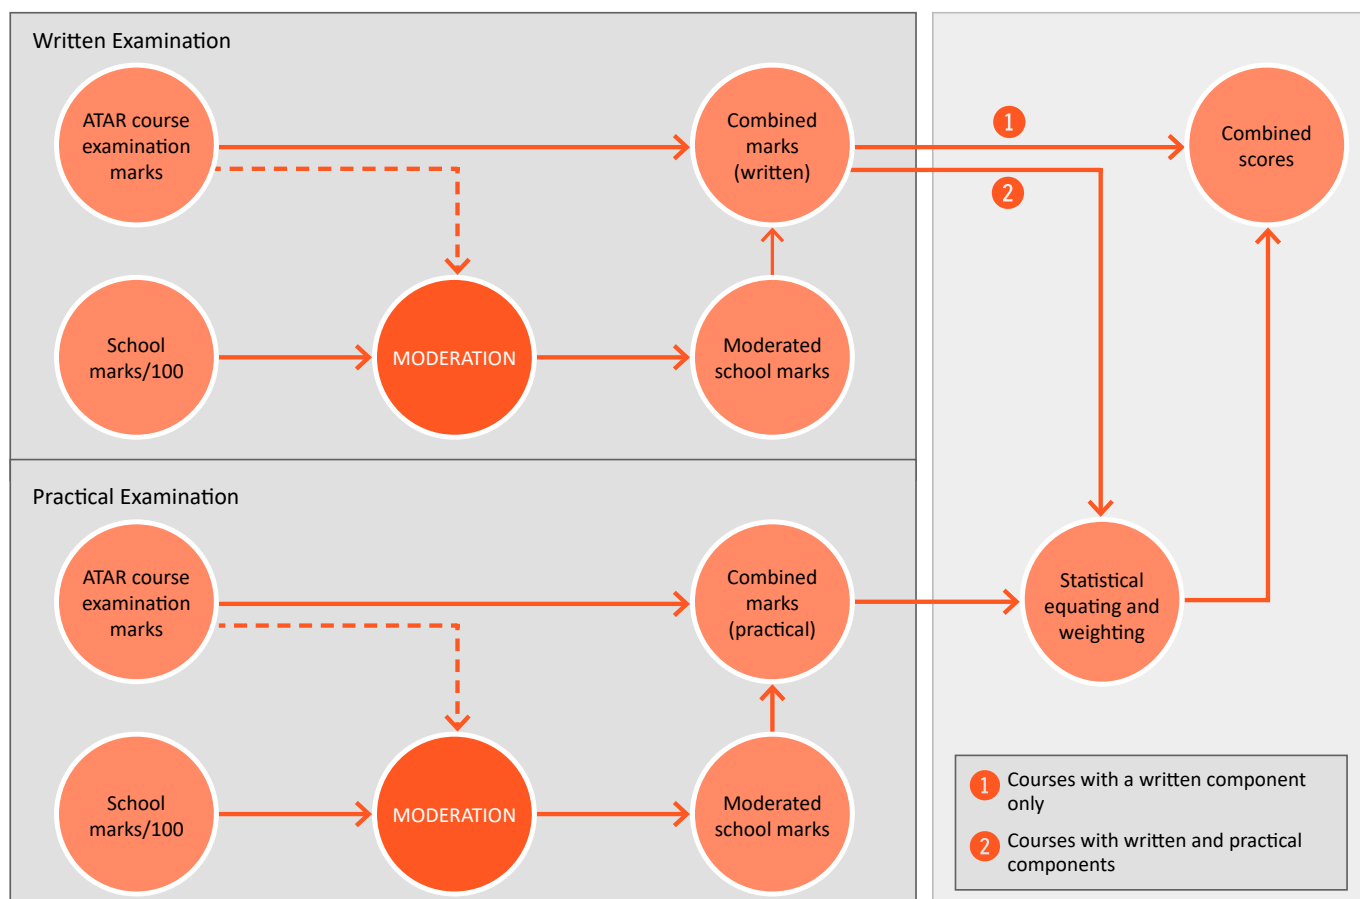 Written Examination
ATAR course
examination
marks
Combined
marks
(written)
1
2
Combined
scores
School
marks/100
MODERATION
Moderated
school marks
Practical Examination
ATAR course
examination
marks
Combined
marks
(practical)
Statistical
equating and
weighting
School
marks/100
MODERATION
Moderated
school marks
1 Courses with a written component
only
2 Courses with written and practical
components